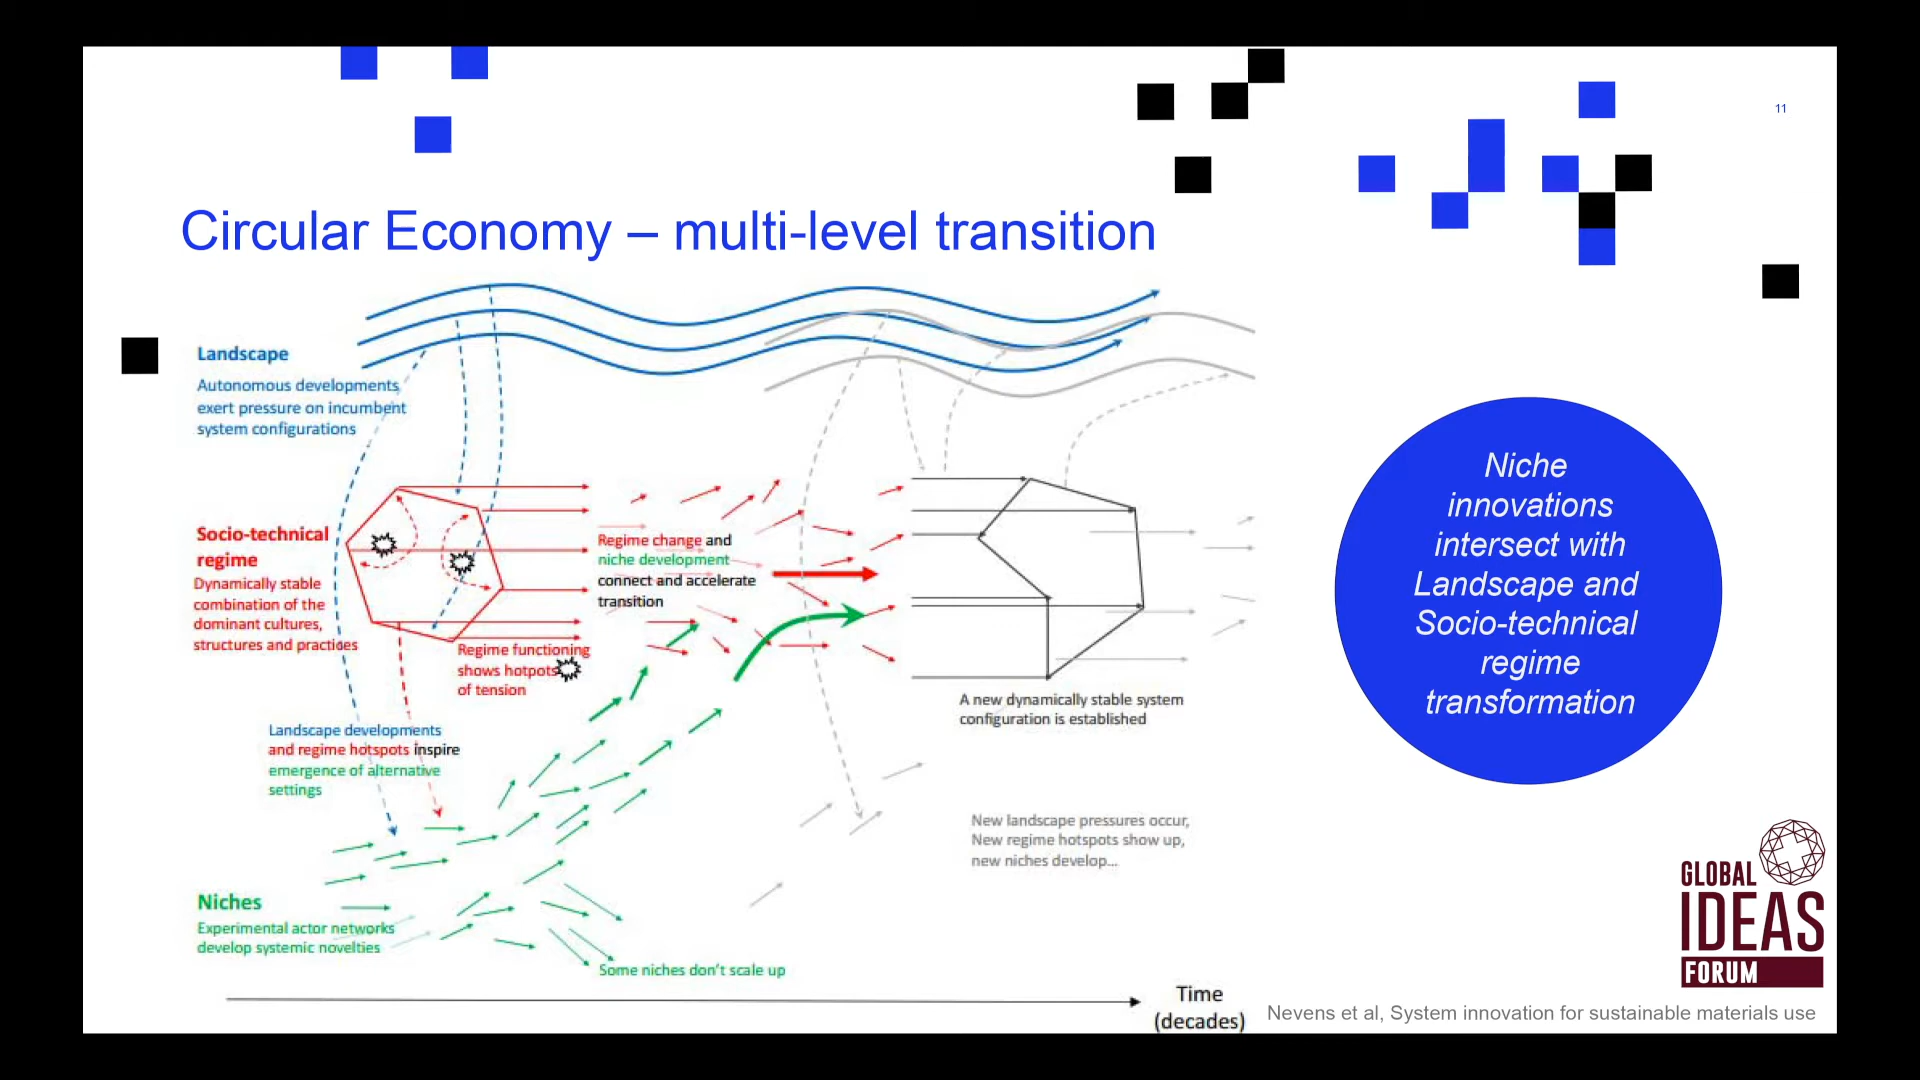 11
Circular Economy – multi-level transition
Landscape
Autonomous developments
exert pressure on incumbent
system configurations
Socio-technical
regime
Dynamically stable
combination of the
dominant cultures,
structures and practices
Regime functioning
shows hotpots
of tension
Regime change and
niche development
connect and accelerate
transition
A new dynamically stable system
configuration is established
Landscape developments
and regime hotspots inspire
emergence of alternative
settings
New landscape pressures occur,
New regime hotspots show up,
new niches develop...
Niches
Experimental actor networks
develop systemic novelties
Some niches don't scale up
Time
(decades)
Niche
innovations
intersect with
Landscape and
Socio-technical
regime
transformation
GLOBAL
IDEAS
FORUM
Nevens et al, System innovation for sustainable materials use